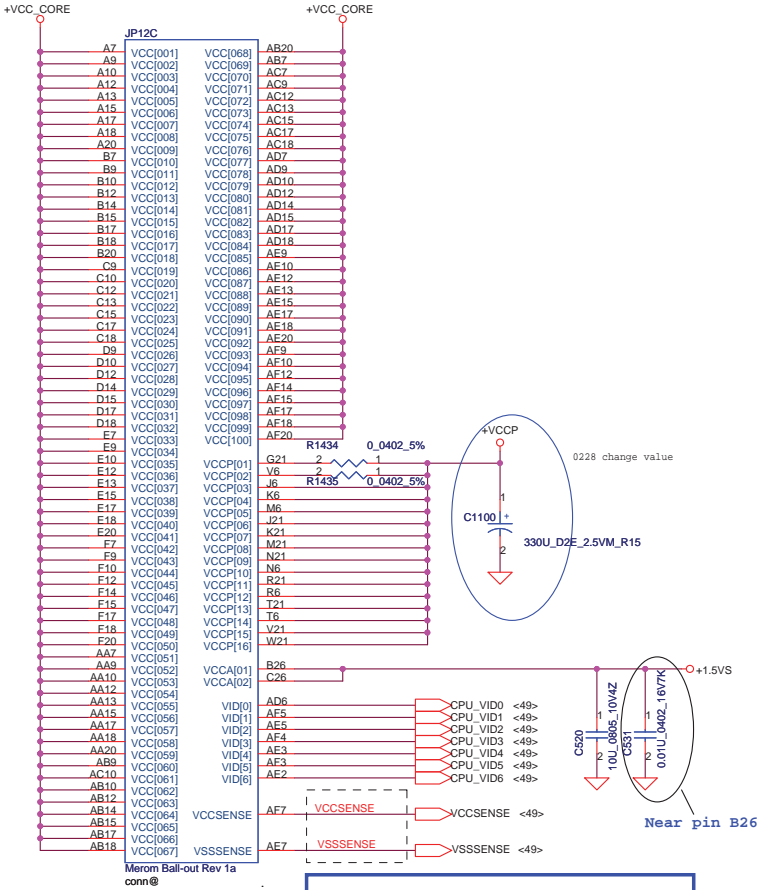 +VCC_CORE +VCC_CORE
JP12C
A7 VCC[001] VCC[068] AB20
A9 VCC[002] VCC[069] AB7
A10 VCC[003] VCC[070] AC7
A12 VCC[004] VCC[071] AC9
A13 VCC[005] VCC[072] AC12
A15 VCC[006] VCC[073] AC13
A17 VCC[007] VCC[074] AC15
A18 VCC[008] VCC[075] AC17
A20 VCC[009] VCC[076] AC18
B7 VCC[010] VCC[077] AD7
B9 VCC[011] VCC[078] AD9
B10 VCC[012] VCC[079] AD10
B12 VCC[013] VCC[080] AD12
B14 VCC[014] VCC[081] AD14
B15 VCC[015] VCC[082] AD15
B17 VCC[016] VCC[083] AD17
B18 VCC[017] VCC[084] AD18
B20 VCC[018] VCC[085] AE9
C9 VCC[019] VCC[086] AE10
C10 VCC[020] VCC[087] AE12
C12 VCC[021] VCC[088] AE13
C13 VCC[022] VCC[089] AE15
C15 VCC[023] VCC[090] AE17
C17 VCC[024] VCC[091] AE18
C18 VCC[025] VCC[092] AE20
D9 VCC[026] VCC[093] AF9
D10 VCC[027] VCC[094] AF10
D12 VCC[028] VCC[095] AF12
D14 VCC[029] VCC[096] AF14
D15 VCC[030] VCC[097] AF15
D17 VCC[031] VCC[098] AF17
D18 VCC[032] VCC[099] AF18
E7 VCC[033] VCC[100] AF20
E9 VCC[034]
R1434 0_0402_5%
E10 VCC[035] VCCP[01] G21 2 1
E12 VCC[036] VCCP[02] V6 2 1
R1435 0_0402_5%
E13 VCC[037] VCCP[03] J6
E15 VCC[038] VCCP[04] K6
E17 VCC[039] VCCP[05] M6
E18 VCC[040] VCCP[06] J21
E20 VCC[041] VCCP[07] K21
F7 VCC[042] VCCP[08] M21
F9 VCC[043] VCCP[09] N21
F10 VCC[044] VCCP[10] N6
F12 VCC[045] VCCP[11] R21
F14 VCC[046] VCCP[12] R6
F15 VCC[047] VCCP[13] T21
F17 VCC[048] VCCP[14] T6
F18 VCC[049] VCCP[15] V21
F20 VCC[050] VCCP[16] W21
AA7 VCC[051]
AA9 VCC[052] VCCA[01] B26
AA10 VCC[053] VCCA[02] C26
AA12 VCC[054]
AA13 VCC[055] VID[0] AD6 CPU_VID0 <49>
AA15 VCC[056] VID[1] AF5 CPU_VID1 <49>
AA17 VCC[057] VID[2] AE5 CPU_VID2 <49>
AA18 VCC[058] VID[3] AF4 CPU_VID3 <49>
AA20 VCC[059] VID[4] AE3 CPU_VID4 <49>
AB9 VCC[060] VID[5] AF3 CPU_VID5 <49>
AC10 VCC[061] VID[6] AE2 CPU_VID6 <49>
AB10 VCC[062]
AB12 VCC[063]
AB14 VCC[064] VCCSENSE AF7 VCCSENSE VCCSENSE <49>
AB15 VCC[065]
AB17 VCC[066]
AB18 VCC[067] VSSSENSE AE7 VSSSENSE VSSSENSE <49>
Merom Ball-out Rev 1a
conn@
+VCCP
0228 change value
1
C1100 +
2
330U_D2E_2.5VM_R15
+1.5VS
1
2
C520
10U_0805_10V4Z
1
2
C531
0.01U_0402_16V7K
Near pin B26